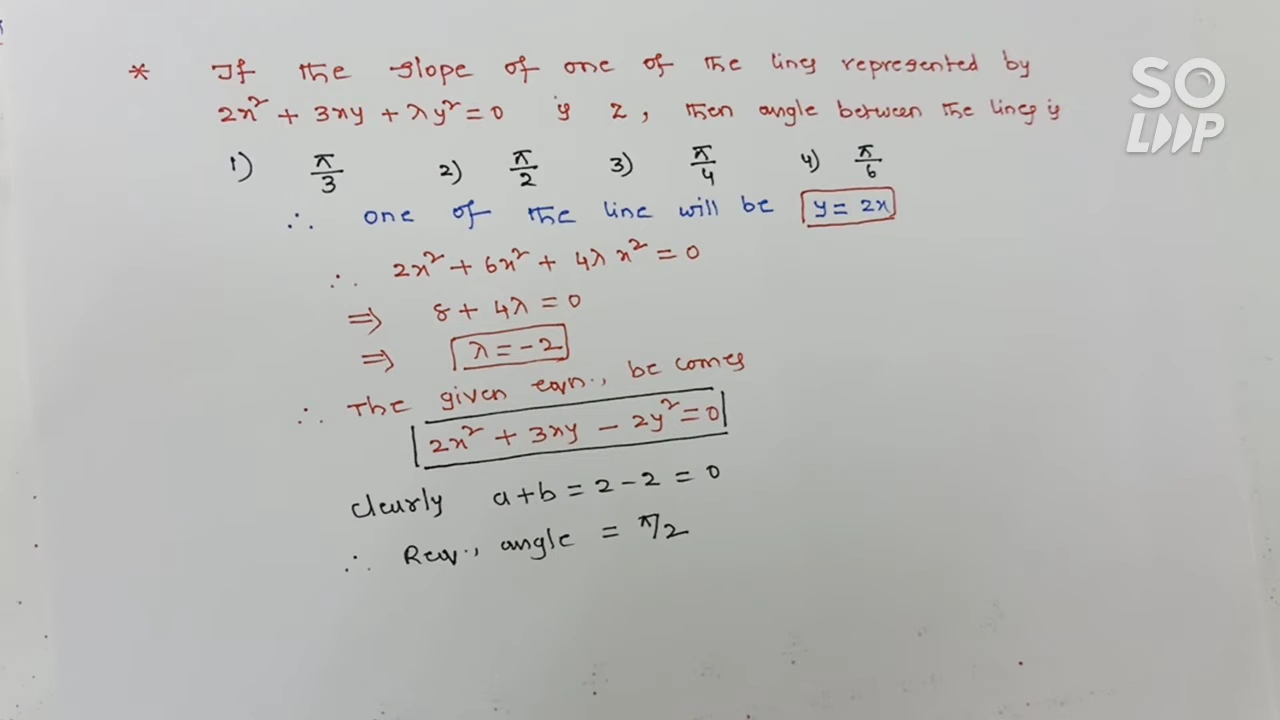 * If the slope of one of the lines represented by
2x² + 3xy + λy² = 0 is 2, then angle between the lines is
1) π/3 2) π/2 3) π/4 4) π/6
∴ one of the line will be y = 2x
∴ 2x² + 6x² + 4λx² = 0
⇒ 8 + 4λ = 0
⇒ λ = -2
∴ The given eqn., be comes
2x² + 3xy - 2y² = 0
clearly a+b = 2-2 = 0
∴ Req., angle = π/2
SO
LOOP